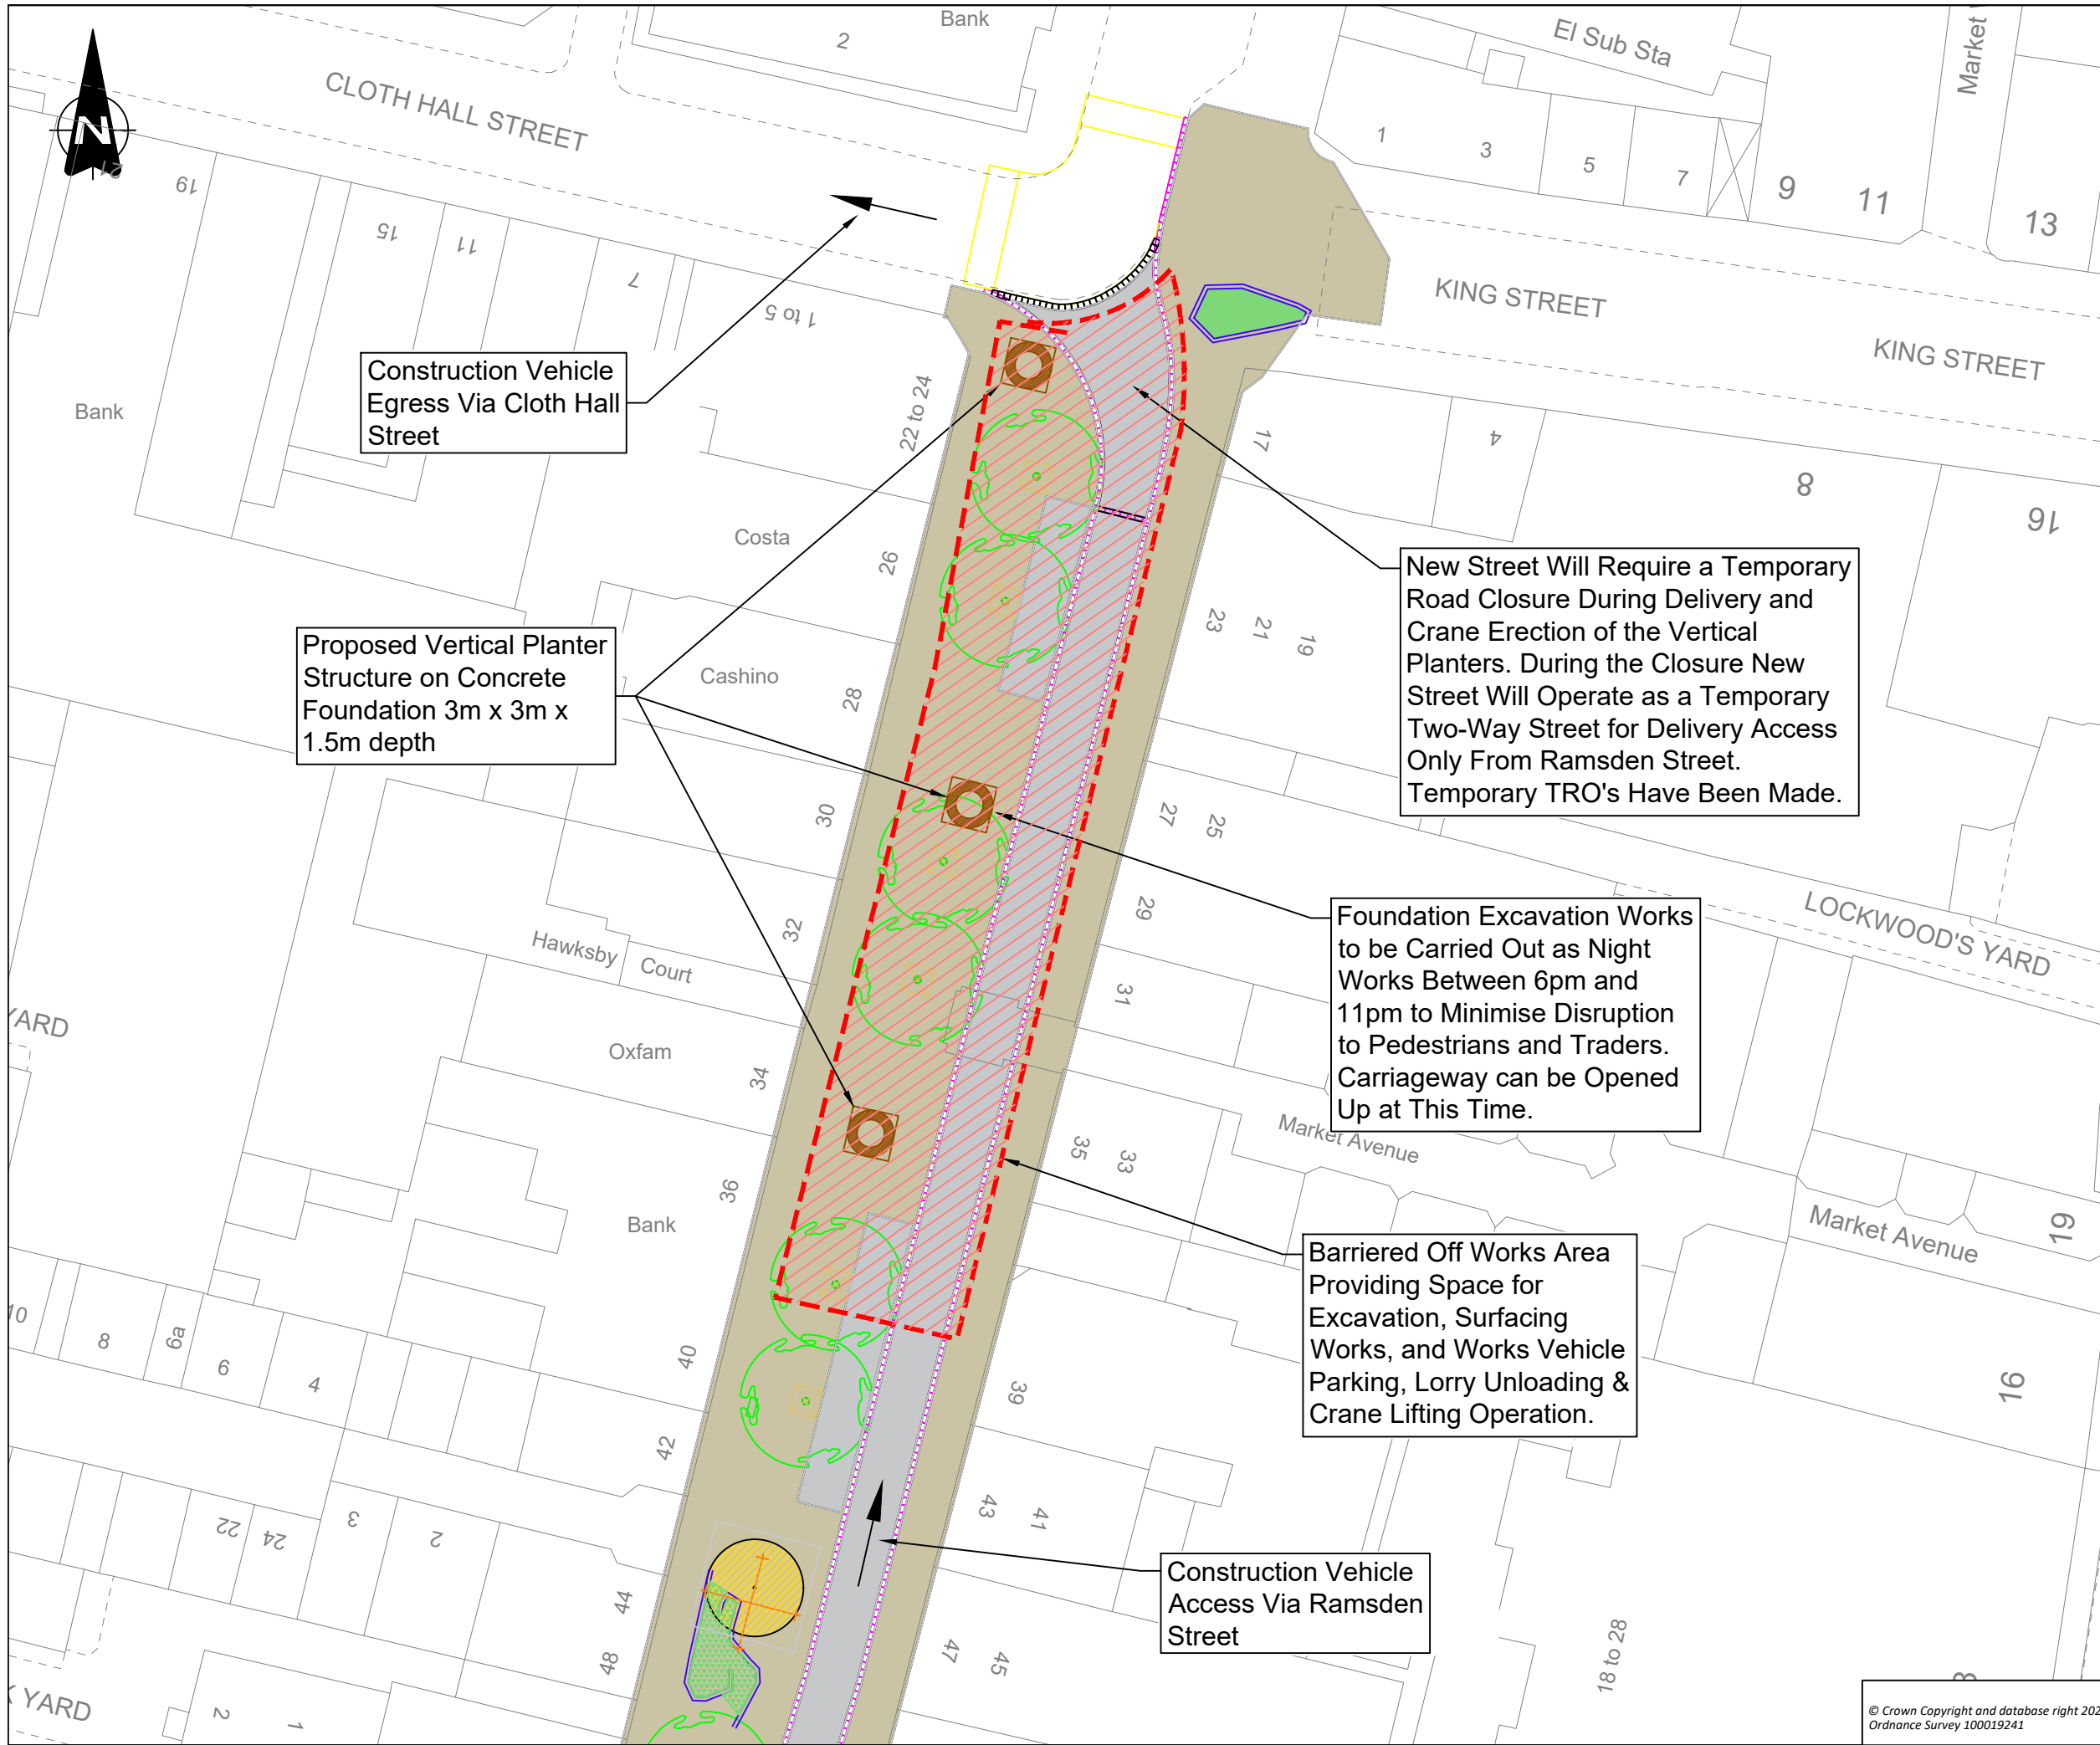 Bank
2
El Sub Sta
Market
CLOTH HALL STREET
N
21
19
15
11
7
1 to 5
1
3
5
7
9
11
13
KING STREET
KING STREET
Construction Vehicle
Egress Via Cloth Hall
Street
Bank
22 to 24
17
4
8
16
Costa
26
New Street Will Require a Temporary
Road Closure During Delivery and
Crane Erection of the Vertical
Planters. During the Closure New
Street Will Operate as a Temporary
Two-Way Street for Delivery Access
Only From Ramsden Street.
Temporary TRO's Have Been Made.
23
21
19
Proposed Vertical Planter
Structure on Concrete
Foundation 3m x 3m x
1.5m depth
Cashino
28
30
27
25
Foundation Excavation Works
to be Carried Out as Night
Works Between 6pm and
11pm to Minimise Disruption
to Pedestrians and Traders.
Carriageway can be Opened
Up at This Time.
LOCKWOOD'S YARD
32
29
Hawksby Court
31
YARD
Oxfam
34
Market Avenue
35
33
36
Bank
Market Avenue
19
Barriered Off Works Area
Providing Space for
Excavation, Surfacing
Works, and Works Vehicle
Parking, Lorry Unloading &
Crane Lifting Operation.
10
8
6a
6
4
40
39
16
42
22
24
3
2
43
41
Construction Vehicle
Access Via Ramsden
Street
44
48
47
45
18 to 28
YARD
2
1
© Crown Copyright and database right 202
Ordnance Survey 100019241